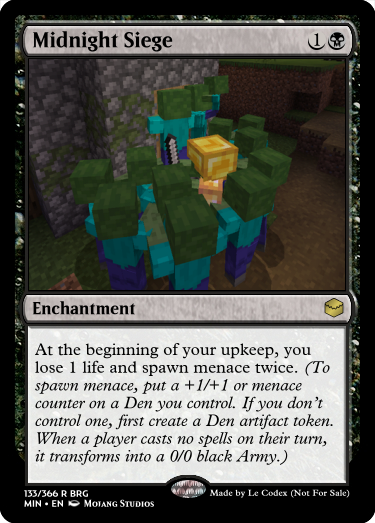 Midnight Siege 1
Enchantment
At the beginning of your upkeep, you
lose 1 life and spawn menace twice. (To
spawn menace, put a +1/+1 or menace
counter on a Den you control. If you don't
control one, first create a Den artifact token.
When a player casts no spells on their turn,
it transforms into a 0/0 black Army.)
133/366 R BRG
MIN • EN Mojang Studios
Made by Le Codex (Not For Sale)